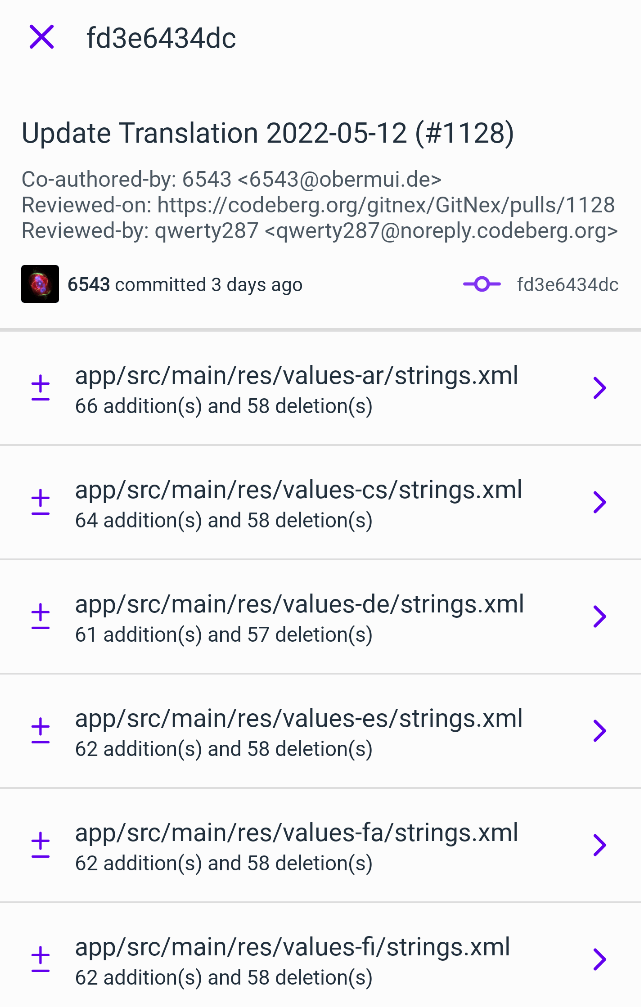 fd3e6434dc
Update Translation 2022-05-12 (#1128)
Co-authored-by: 6543 <6543@obermui.de>
Reviewed-on: https://codeberg.org/gitnex/GitNex/pulls/1128
Reviewed-by: qwerty287 <qwerty287@noreply.codeberg.org>
6543 committed 3 days ago fd3e6434dc
app/src/main/res/values-ar/strings.xml
66 addition(s) and 58 deletion(s)
app/src/main/res/values-cs/strings.xml
64 addition(s) and 58 deletion(s)
app/src/main/res/values-de/strings.xml
61 addition(s) and 57 deletion(s)
app/src/main/res/values-es/strings.xml
62 addition(s) and 58 deletion(s)
app/src/main/res/values-fa/strings.xml
62 addition(s) and 58 deletion(s)
app/src/main/res/values-fi/strings.xml
62 addition(s) and 58 deletion(s)